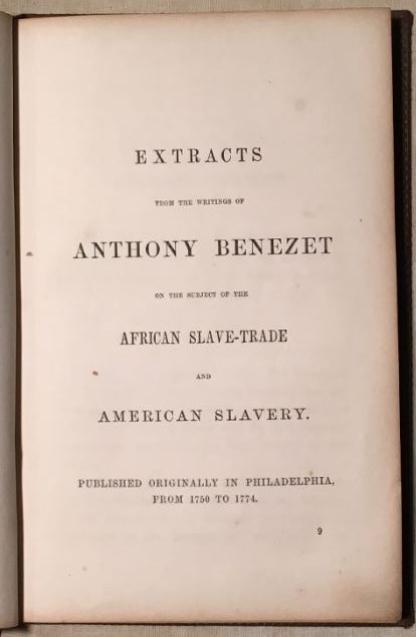 EXTRACTS
FROM THE WRITINGS OF
ANTHONY BENEZET
ON THE SUBJECT OF THE
AFRICAN SLAVE-TRADE
AND
AMERICAN SLAVERY.
PUBLISHED ORIGINALLY IN PHILADELPHIA,
FROM 1750 TO 1774.
9